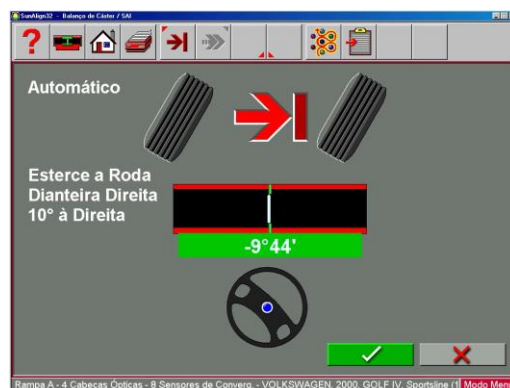 SunAlign32 - Balanço de Cáster / SAI
Automático
Esterce a Roda
Dianteira Direita
10° à Direita
-9°44'
Rampa A - 4 Cabeças Ópticas - 8 Sensores de Converg. - VOLKSWAGEN, 2000, GOLF IV, Sportsline (1 Modo Menu